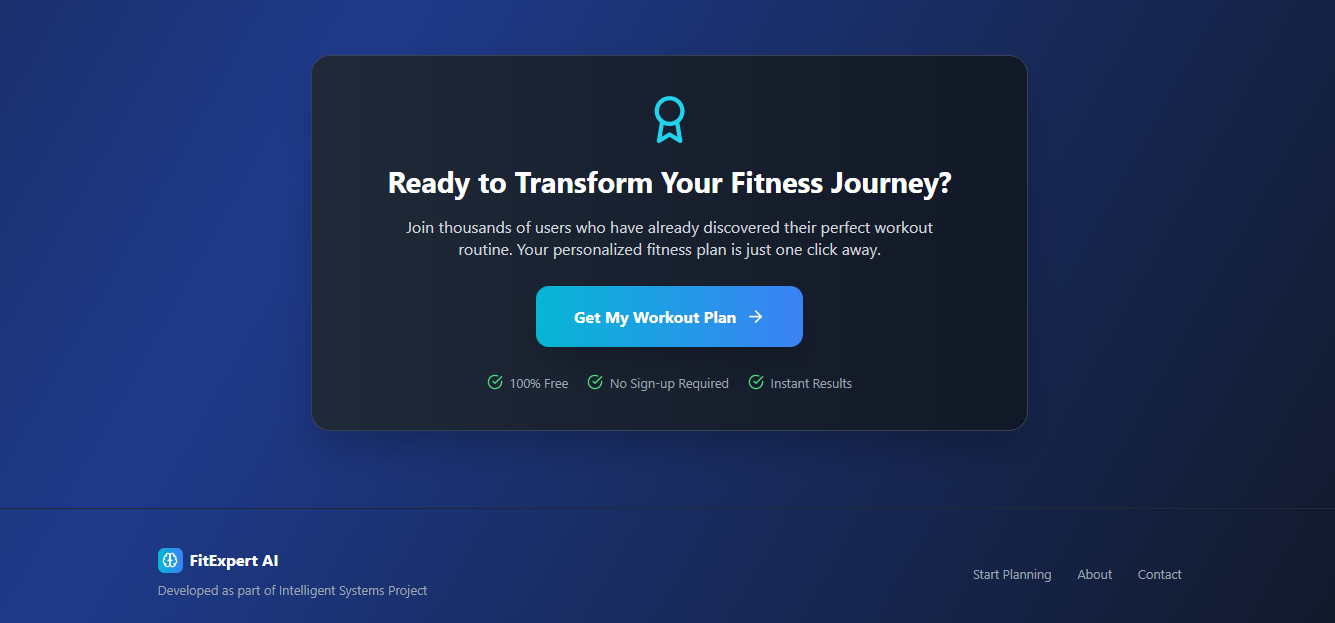 Ready to Transform Your Fitness Journey?
Join thousands of users who have already discovered their perfect workout
routine. Your personalized fitness plan is just one click away.
Get My Workout Plan
100% Free
No Sign-up Required
Instant Results
FitExpert AI
Developed as part of Intelligent Systems Project
Start Planning
About
Contact